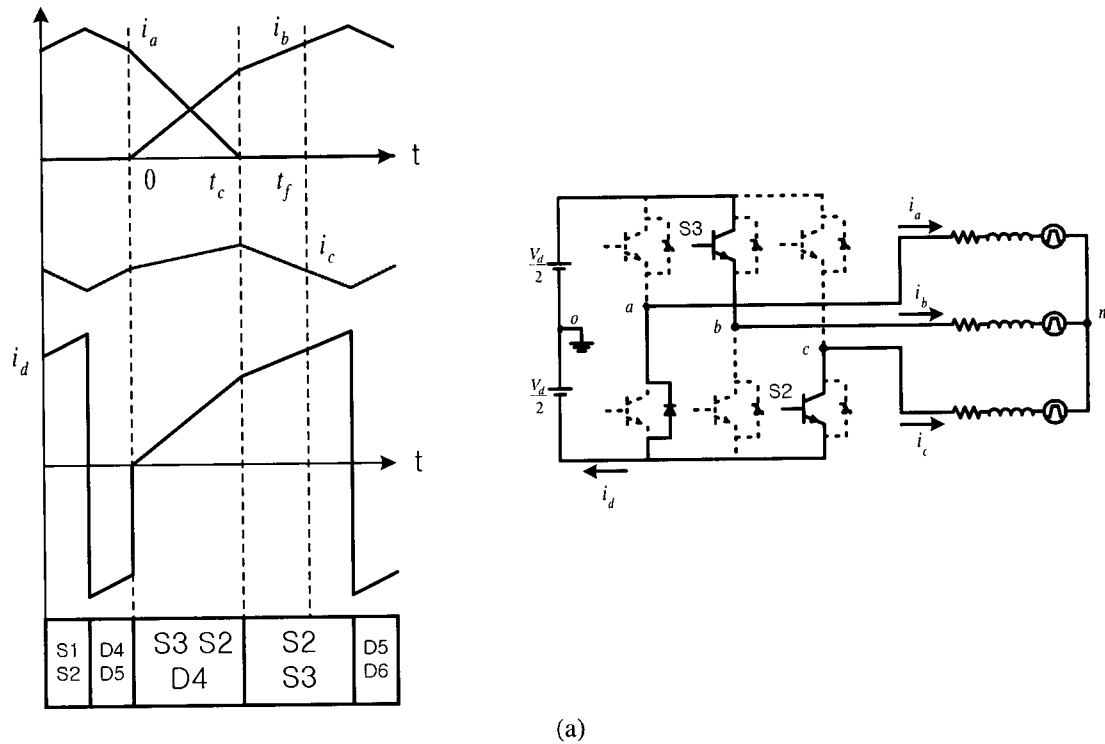 i_a
i_b
t
0
t_c
t_f
i_c
i_d
t
S1 S2
D4 D5
S3 S2 D4
S2 S3
D5 D6
V_d/2
V_d/2
o
S3
a
b
c
S2
i_d
i_a
i_b
i_c
n
(a)